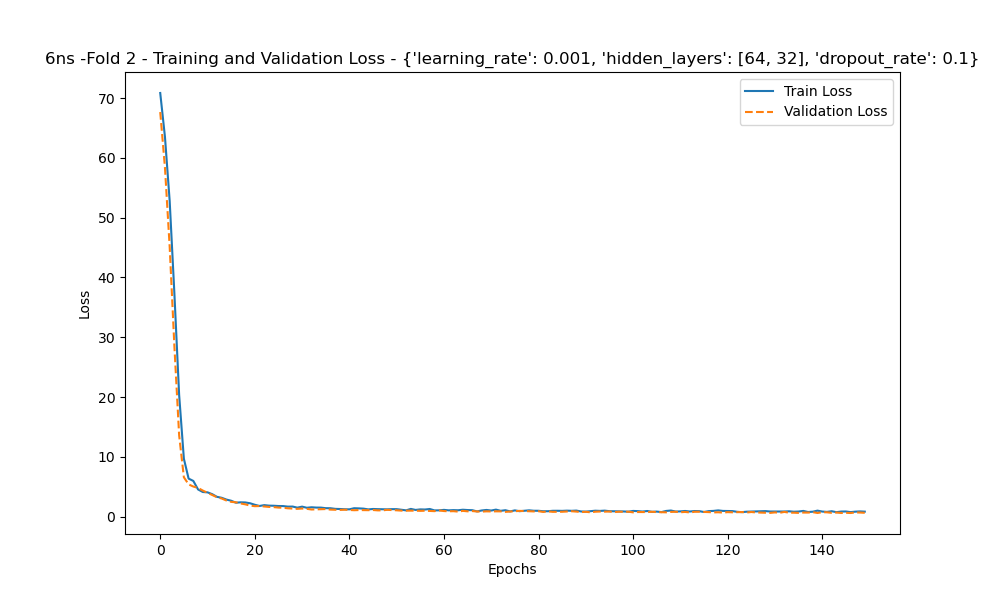 6ns -Fold 2 - Training and Validation Loss - {'learning_rate': 0.001, 'hidden_layers': [64, 32], 'dropout_rate': 0.1}
Train Loss
Validation Loss
70
60
50
40
30
20
10
0
Loss
0 20 40 60 80 100 120 140
Epochs